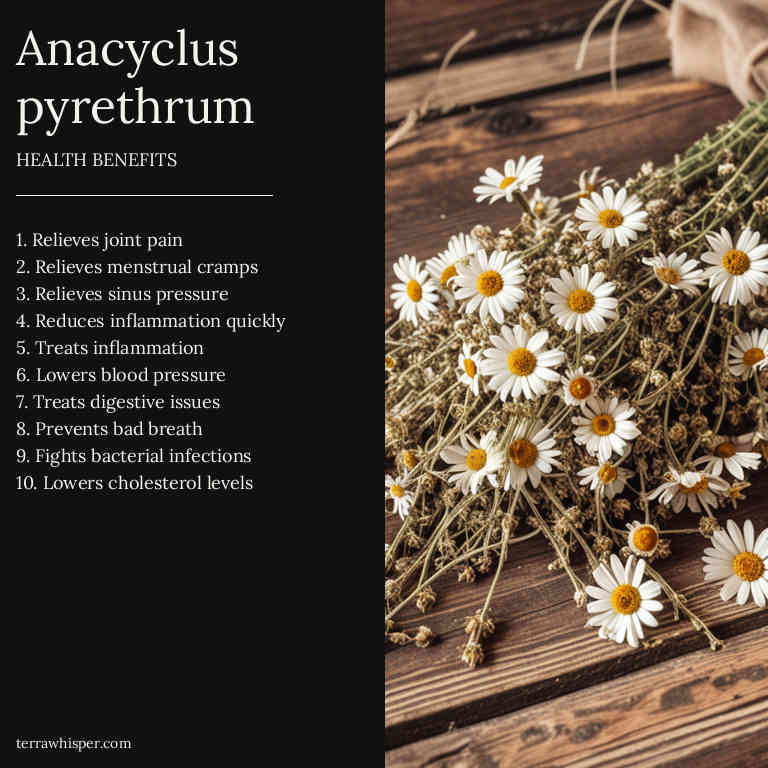 Anacyclus
pyrethrum
HEALTH BENEFITS
1. Relieves joint pain
2. Relieves menstrual cramps
3. Relieves sinus pressure
4. Reduces inflammation quickly
5. Treats inflammation
6. Lowers blood pressure
7. Treats digestive issues
8. Prevents bad breath
9. Fights bacterial infections
10. Lowers cholesterol levels
terrawhisper.com